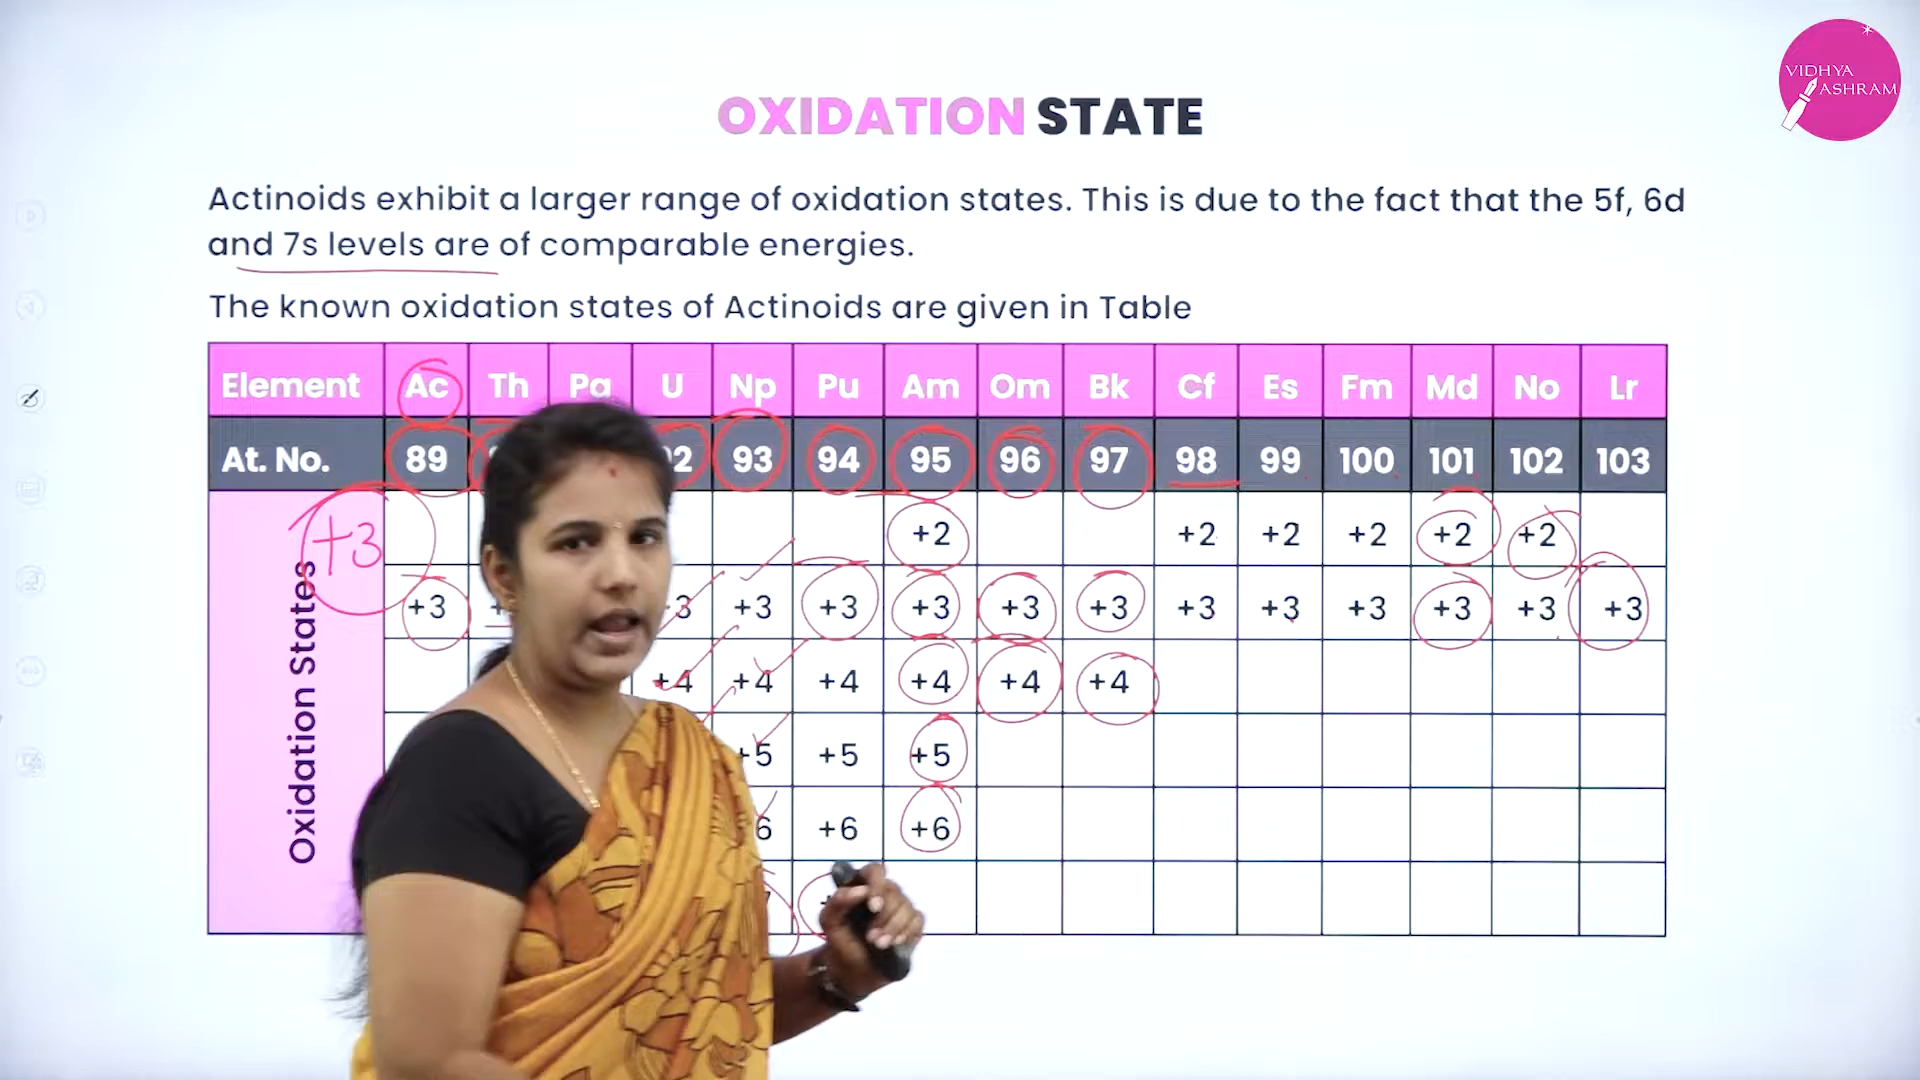 VIDHYA
ASHRAM
OXIDATION STATE
Actinoids exhibit a larger range of oxidation states. This is due to the fact that the 5f, 6d
and 7s levels are of comparable energies.
The known oxidation states of Actinoids are given in Table
Element Ac Th Pa U Np Pu Am Om Bk Cf Es Fm Md No Lr
At. No. 89 93 94 95 96 97 98 99 100 101 102 103
Oxidation States
+3
+2 +2 +2 +2 +2 +2
+3 +3 +3 +3 +3 +3 +3 +3 +3 +3 +3 +3
+4 +4 +4 +4 +4 +4
+5 +5 +5
6 +6 +6